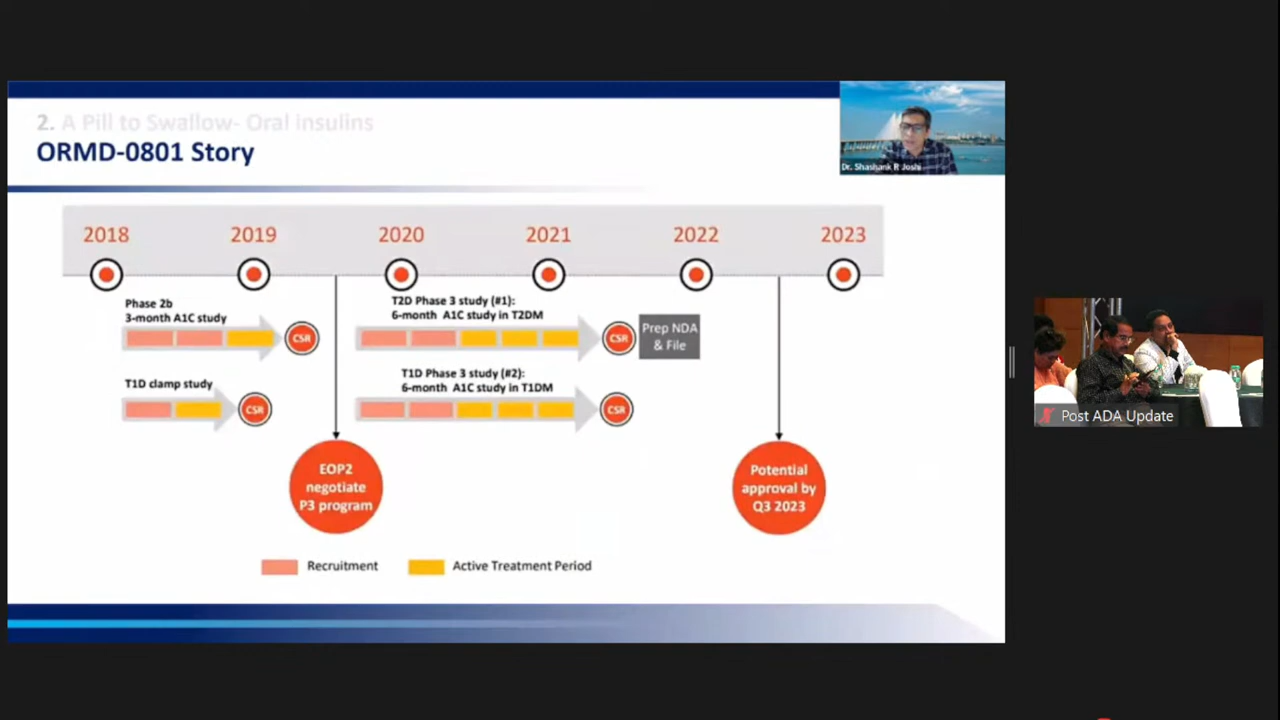 2. A Pill to Swallow- Oral insulins
ORMD-0801 Story
Dr. Shashank R Joshi
2018
2019
2020
2021
2022
2023
Phase 2b
3-month A1C study
CSR
T2D Phase 3 study (#1):
6-month A1C study in T2DM
CSR
Prep NDA
& File
T1D clamp study
CSR
T1D Phase 3 study (#2):
6-month A1C study in T1DM
CSR
EOP2
negotiate
P3 program
Potential
approval by
Q3 2023
Recruitment
Active Treatment Period
Post ADA Update